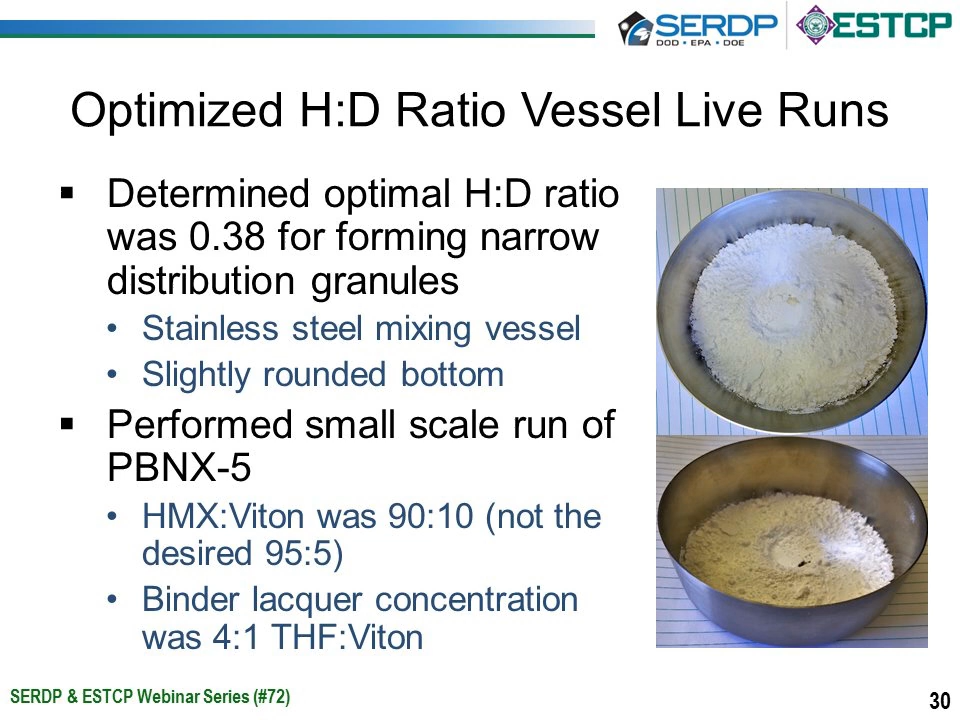 SERDP
DOD • EPA • DOE
ESTCP
Optimized H:D Ratio Vessel Live Runs
▪ Determined optimal H:D ratio
was 0.38 for forming narrow
distribution granules
• Stainless steel mixing vessel
• Slightly rounded bottom
▪ Performed small scale run of
PBNX-5
• HMX:Viton was 90:10 (not the
desired 95:5)
• Binder lacquer concentration
was 4:1 THF:Viton
SERDP & ESTCP Webinar Series (#72)
30